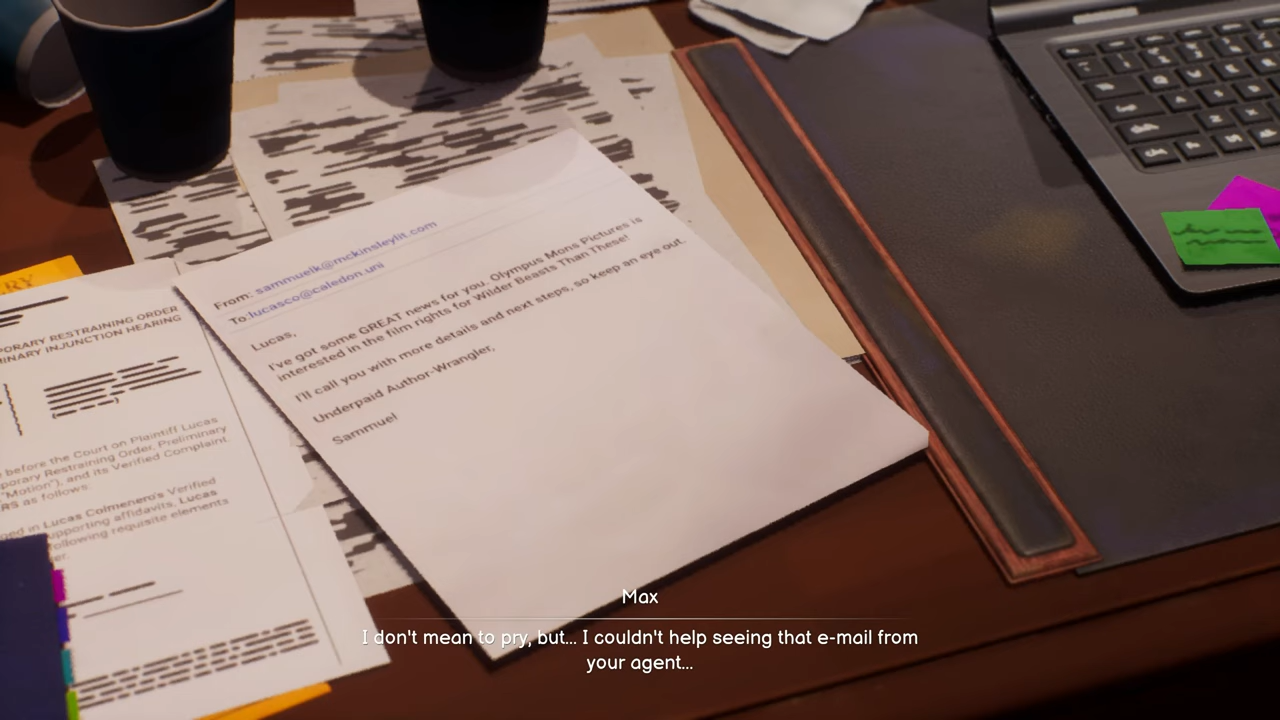 From: sammuelk@mckinsleylit.com
To:lucasco@caledon.uni
Lucas,
I've got some GREAT news for you. Olympus Mons Pictures is
interested in the film rights for Wilder Beasts Than These!
I'll call you with more details and next steps, so keep an eye out.
Underpaid Author-Wrangler,
Sammuel
RY
PORARY RESTRAINING ORDER
MINARY INJUNCTION HEARING
before the Court on Plaintiff Lucas
porary Restraining Order, Preliminary
"Motion"), and its Verified Complaint
RS as follows:
ged in Lucas Colmenero's Verified
supporting affidavits, Lucas
following requisite elements
er.
Max
I don't mean to pry, but... I couldn't help seeing that e-mail from
your agent...